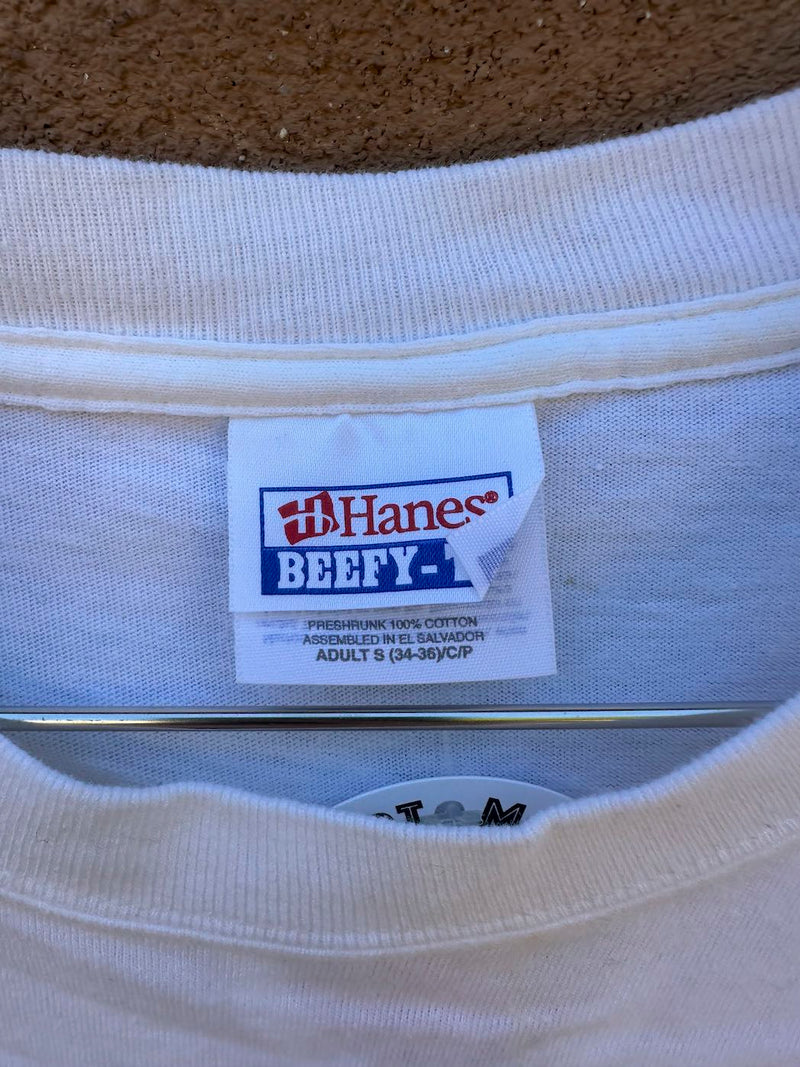 Hanes®
BEEFY-T
PRESHRUNK 100% COTTON
ASSEMBLED IN EL SALVADOR
ADULT S (34-36)/C/P